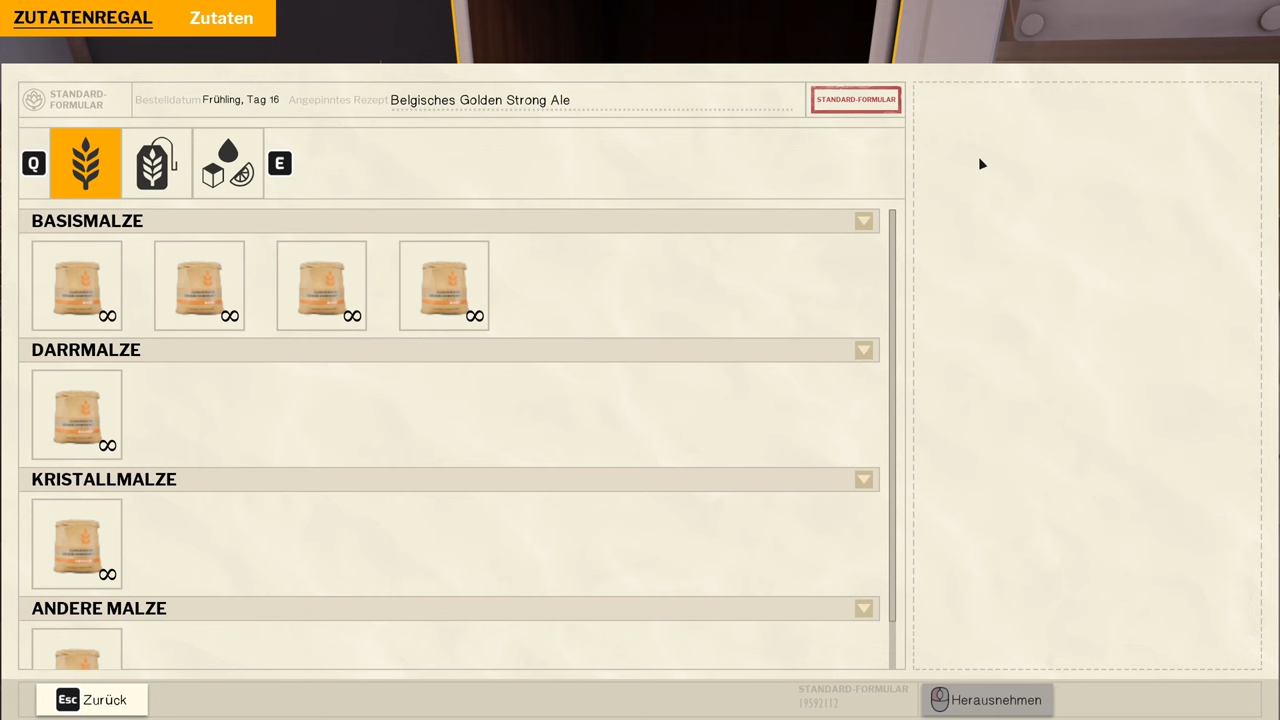 ZUTATENREGAL Zutaten
STANDARD-
FORMULAR
Bestelldatum Frühling, Tag 16 Angepinntes Rezept Belgisches Golden Strong Ale
STANDARD-FORMULAR
Q E
BASISMALZE
∞ ∞ ∞ ∞
DARRMALZE
∞
KRISTALLMALZE
∞
ANDERE MALZE
Esc Zurück
STANDARD-FORMULAR
19592112
Herausnehmen